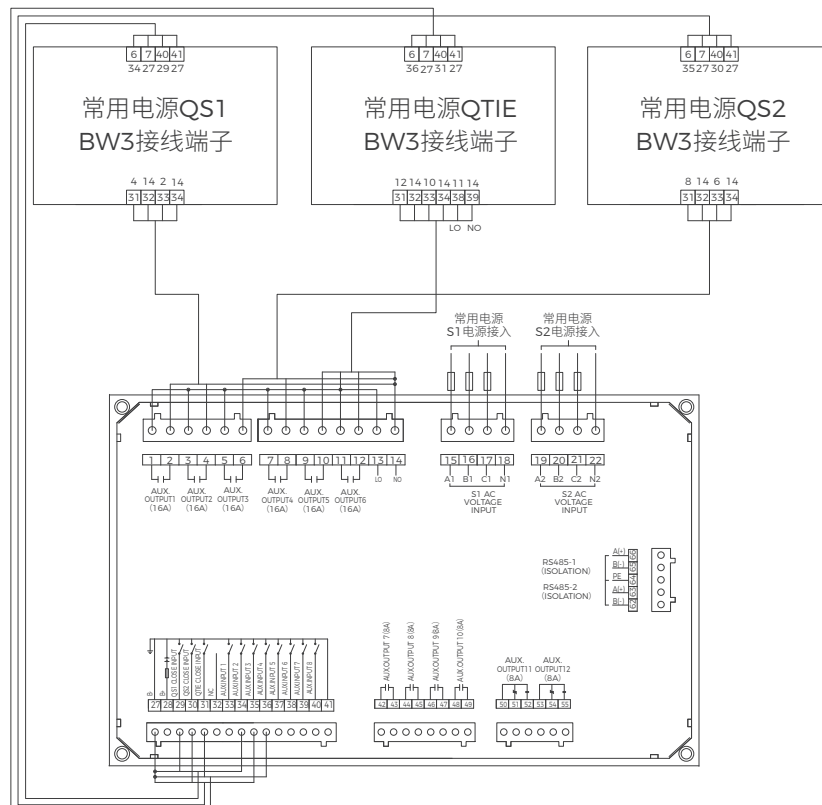 6 7 40 41
34 27 29 27
常用电源QS1
BW3接线端子
4 14 2 14
31 32 33 34
6 7 40 41
36 27 31 27
常用电源QTIE
BW3接线端子
12 14 10 14 11 14
31 32 33 34 38 39
LO NO
6 7 40 41
35 27 30 27
常用电源QS2
BW3接线端子
8 14 6 14
31 32 33 34
常用电源
S1电源接入
常用电源
S2电源接入
1 2 3 4 5 6
AUX.
OUTPUT1
(16A)
AUX.
OUTPUT2
(16A)
AUX.
OUTPUT3
(16A)
7 8 9 10 11 12 13 14
AUX.
OUTPUT4
(16A)
AUX.
OUTPUT5
(16A)
AUX.
OUTPUT6
(16A)
LO NO
15 16 17 18
A1 B1 C1 N1
S1 AC
VOLTAGE
INPUT
19 20 21 22
A2 B2 C2 N2
S2 AC
VOLTAGE
INPUT
RS485-1
(ISOLATION)
RS485-2
(ISOLATION)
A(+) 66
B(-) 65
PE 64
A(+) 63
B(-) 62
B-
B+
QS1 CLOSE INPUT
QS2 CLOSE INPUT
QTE CLOSE INPUT
NC
AUX.INPUT 1
AUX.INPUT 2
AUX.INPUT 3
AUX.INPUT 4
AUX.INPUT 5
AUX.INPUT 6
AUX.INPUT 7
AUX.INPUT 8
27 28 29 30 31 32 33 34 35 36 37 38 39 40 41
AUX.OUTPUT 7 (8A)
AUX.OUTPUT 8 (8A)
AUX.OUTPUT 9 (8A)
AUX.OUTPUT 10 (8A)
42 43 44 45 46 47 48 49
AUX.
OUTPUT11
(8A)
AUX.
OUTPUT12
(8A)
50 51 52 53 54 55